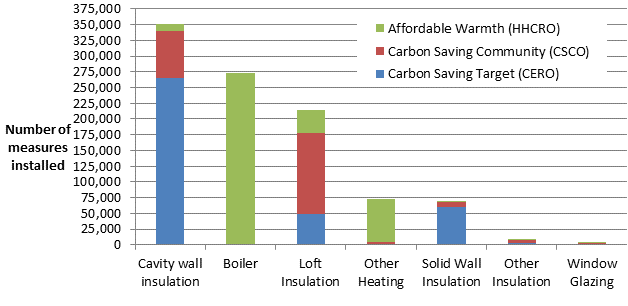 375,000
350,000
325,000
300,000
275,000
250,000
225,000
200,000
175,000
150,000
125,000
100,000
75,000
50,000
25,000
0
Number of
measures
installed
Affordable Warmth (HHCRO)
Carbon Saving Community (CSCO)
Carbon Saving Target (CERO)
Cavity wall
insulation
Boiler
Loft
Insulation
Other
Heating
Solid Wall
Insulation
Other
Insulation
Window
Glazing